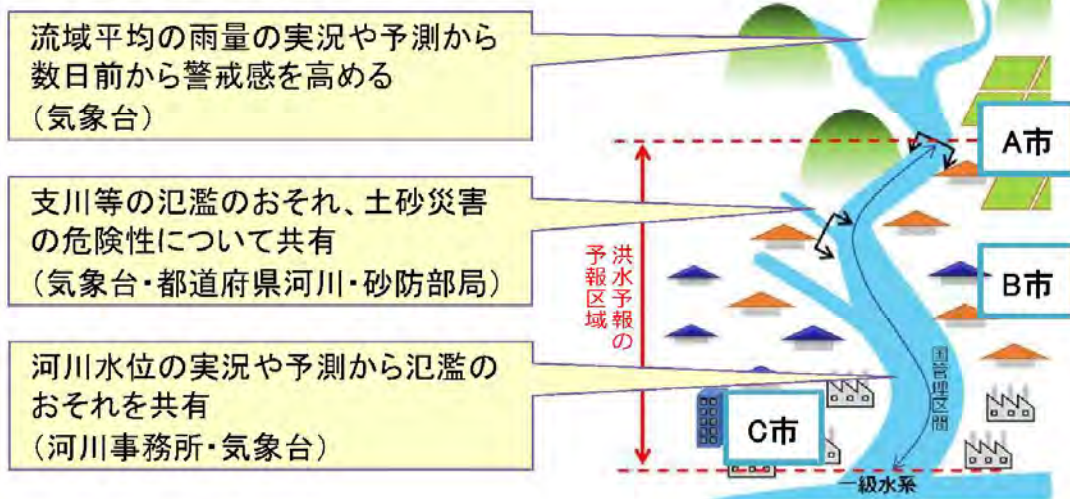 流域平均の雨量の実況や予測から
数日前から警戒感を高める
（気象台）
支川等の氾濫のおそれ、土砂災害
の危険性について共有
（気象台・都道府県河川・砂防部局）
河川水位の実況や予測から氾濫の
おそれを共有
（河川事務所・気象台）
洪水予報の
予報区域
A市
B市
国管理区間
C市
一級水系